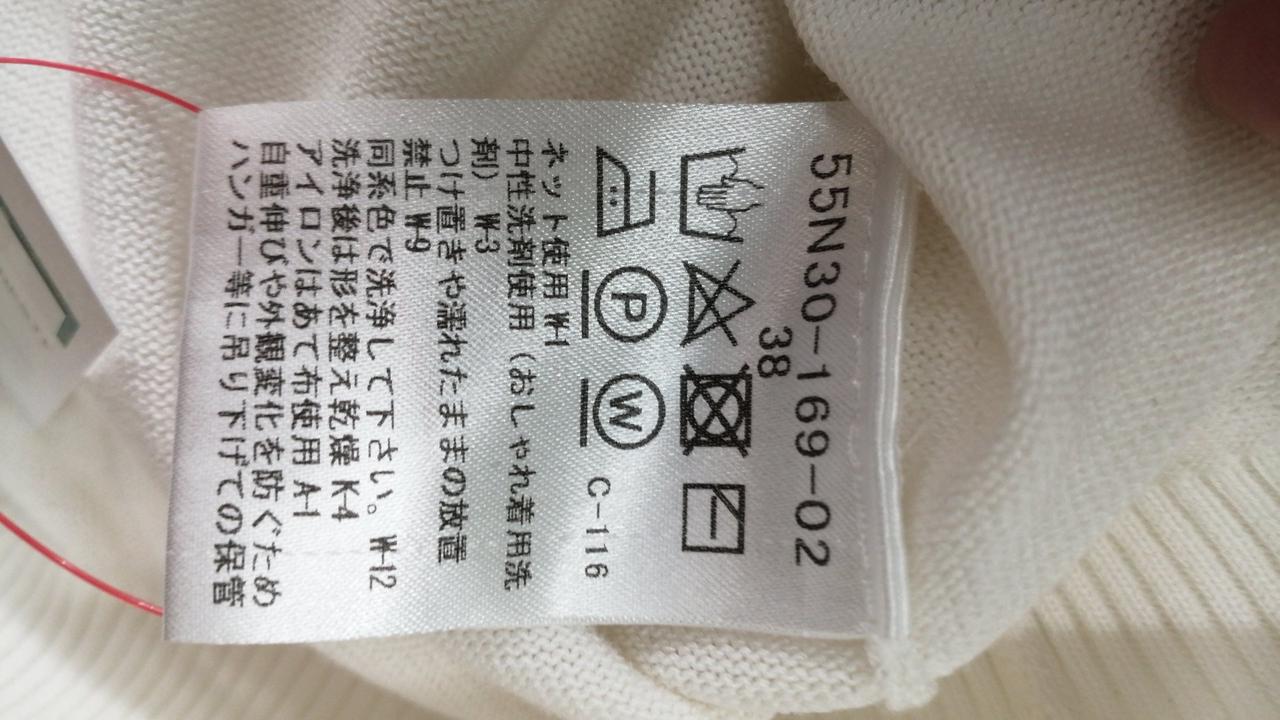 55N30-169-02
38
P W C-116
ネット使用 W-1
中性洗剤使用(おしゃれ着用洗
剤) W-3
つけ置きや濡れたままの放置
禁止 W-9
同系色で洗浄して下さい。 W-12
洗浄後は形を整え乾燥 K-4
アイロンはあて布使用 A-1
自重伸びや外観変化を防ぐため
ハンガー等に吊り下げての保管